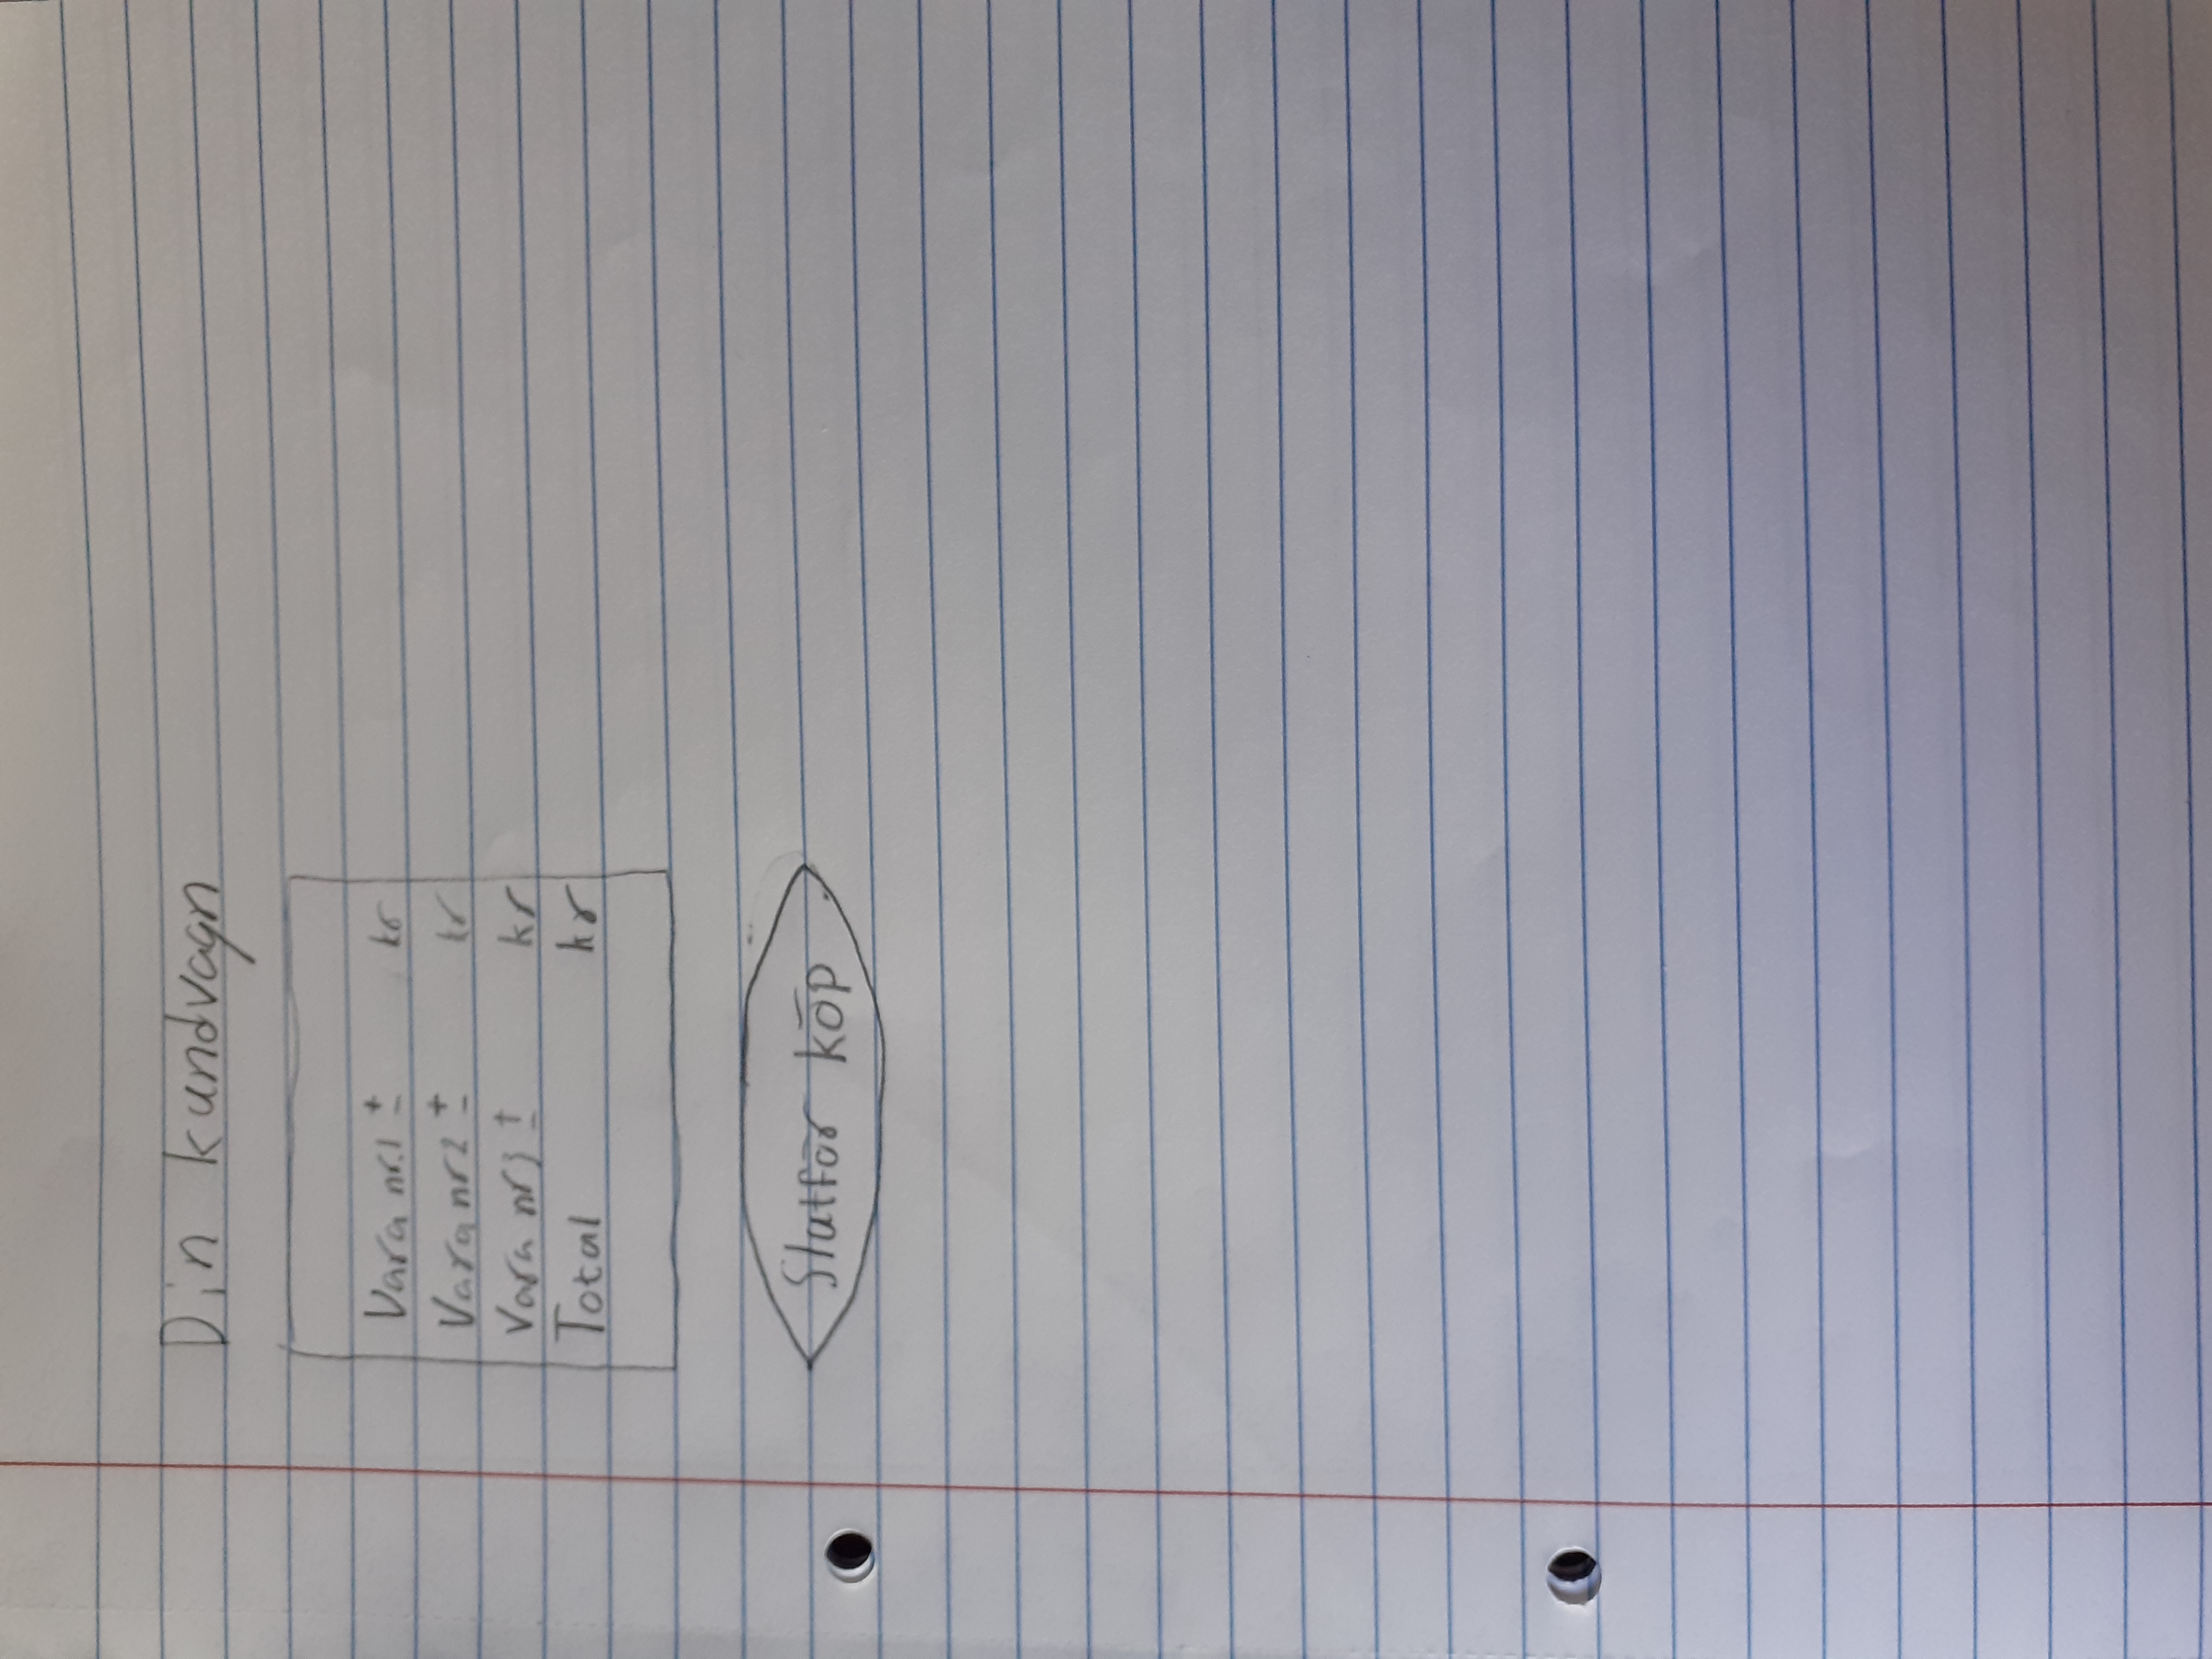 Din kundvagn
Vara nr.1 ± kr
Vara nr2 ± kr
Vara nr3 ± kr
Total kr
Slutför köp